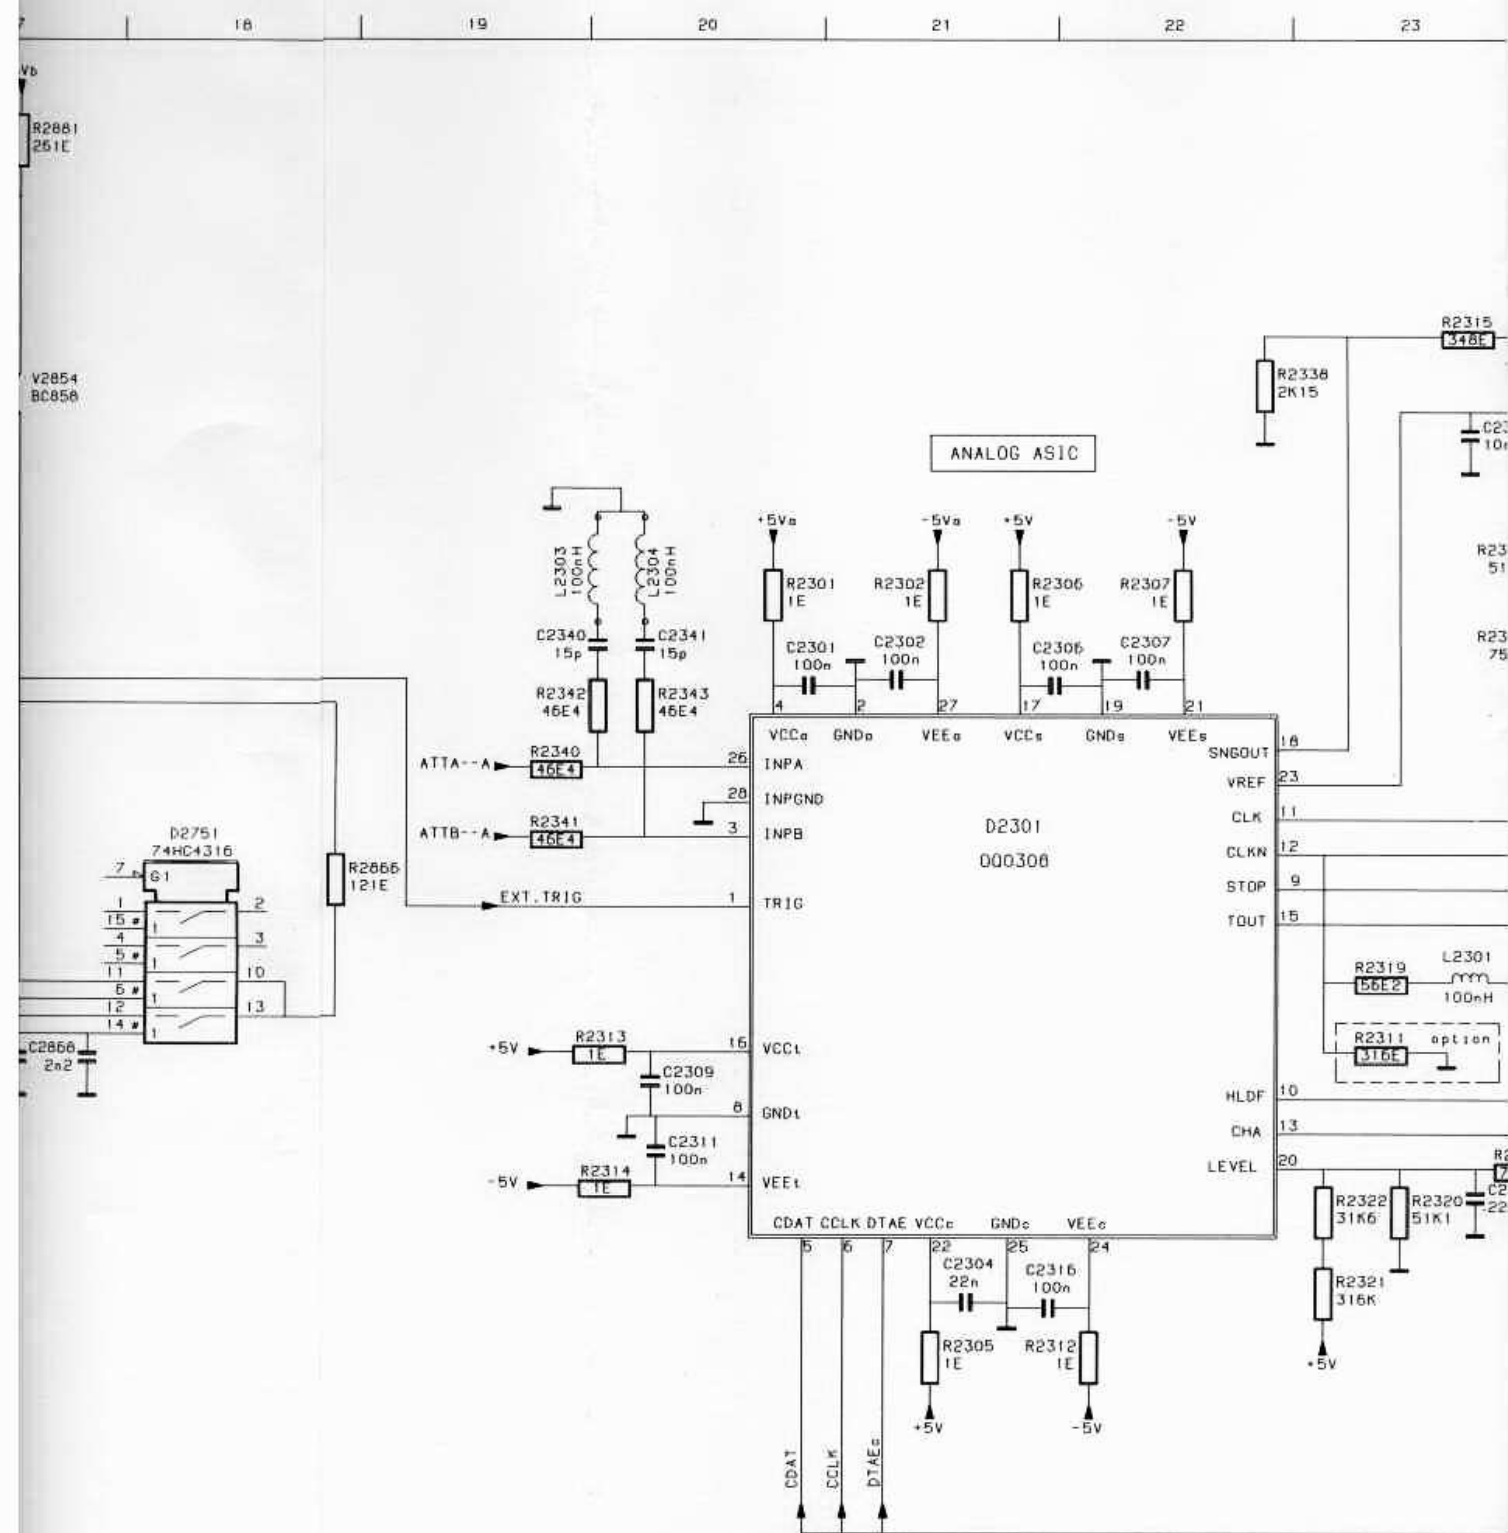 7 18 19 20 21 22 23
R2881
261E
V2854
BC858
R2315
348E
R2338
2K15
ANALOG ASIC
+5Va -5Va +5V -5V
L2303
100nH
L2304
100nH
R2301
1E
R2302
1E
R2306
1E
R2307
1E
C2340
15p
C2341
15p
C2301
100n
C2302
100n
C2306
100n
C2307
100n
R2342
46E4
R2343
46E4
4 2 27 17 19 21
VCCa GNDa VEEa VCCs GNDs VEEs
ATTA--A
R2340
46E4
26 INPA
28 INPGND
ATTB--A
R2341
46E4
3 INPB
EXT.TRIG
1 TRIG
D2301
OQ0308
SNGOUT 18
VREF 23
CLK 11
CLKN 12
STOP 9
TOUT 15
D2751
74HC4316
7 G1
1 2
15 # 1
4 3
5 # 1
11 10
6 # 1
12 13
14 # 1
R2866
121E
C2868
2n2
R2319
56E2
L2301
100nH
R2311
316E
option
+5V
R2313
1E
16 VCCt
C2309
100n
8 GNDt
C2311
100n
-5V
R2314
1E
14 VEEt
HLDF 10
CHA 13
LEVEL 20
CDAT CCLK DTAE VCCc GNDc VEEc
5 6 7 22 25 24
C2304
22n
C2316
100n
R2305
1E
R2312
1E
+5V -5V
R2322
31K6
R2320
51K1
R2321
316K
+5V
CDAT
CCLK
DTAEc